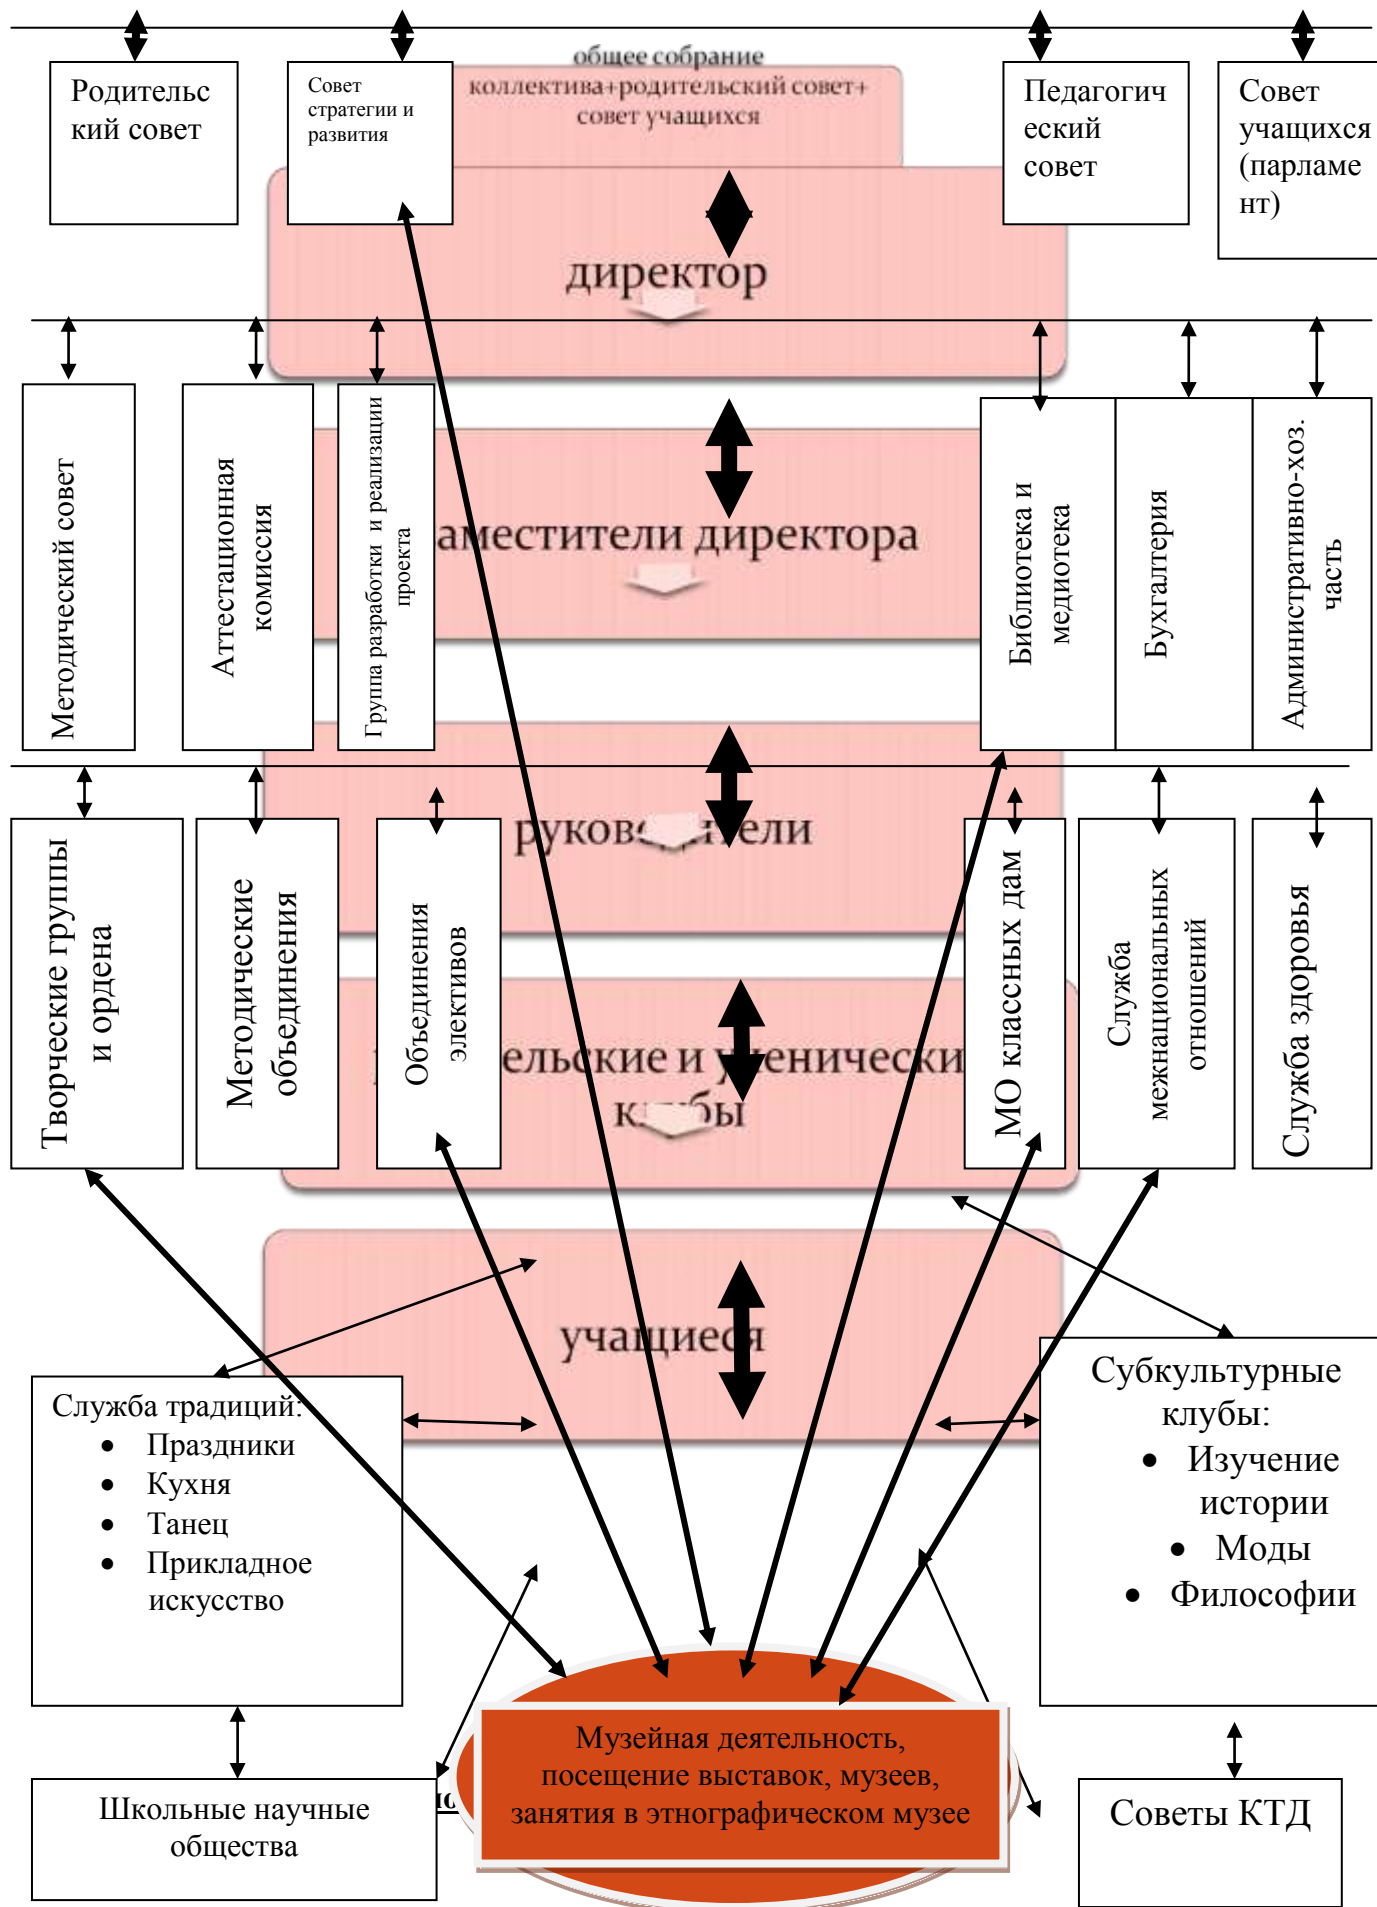 общее собрание
коллектива+родительский совет+
совет учащихся
Родительс
кий совет
Совет
стратегии и
развития
Педагогич
еский
совет
Совет
учащихся
(парламе
нт)
директор
Методический совет
Аттестационная
комиссия
Группа разработки и реализации
проекта
аместители директора
Библиотека и
медиотека
Бухгалтерия
Административно-хоз.
часть
Творческие группы
и ордена
Методические
объединения
Объединения
элективов
МО классных дам
Служба
межнациональных
отношений
Служба здоровья
ельские и ученически
клубы
учащиеся
Служба традиций:
• Праздники
• Кухня
• Танец
• Прикладное
искусство
Субкультурные
клубы:
• Изучение
истории
• Моды
• Философии
Музейная деятельность,
посещение выставок, музеев,
занятия в этнографическом музее
Школьные научные
общества
Советы КТД